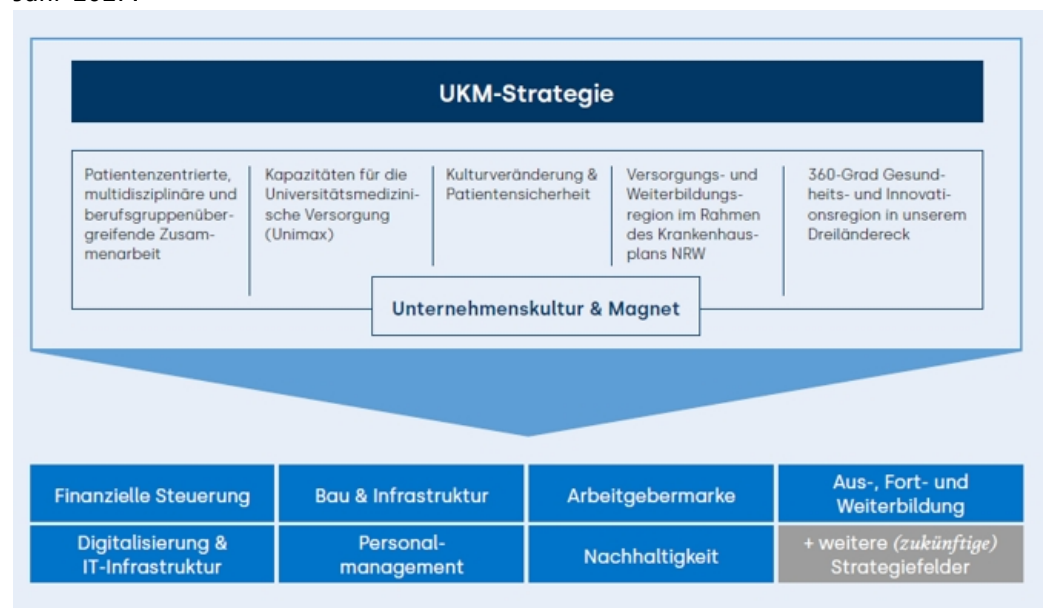 UKM-Strategie
Patientenzentrierte,
multidisziplinäre und
berufsgruppenüber-
greifende Zusam-
menarbeit
Kapazitäten für die
Universitätsmedizini-
sche Versorgung
(Unimax)
Kulturveränderung &
Patientensicherheit
Versorgungs- und
Weiterbildungs-
region im Rahmen
des Krankenhaus-
plans NRW
360-Grad Gesund-
heits- und Innovati-
onsregion in unserem
Dreiländereck
Unternehmenskultur & Magnet
Finanzielle Steuerung
Bau & Infrastruktur
Arbeitgebermarke
Aus-, Fort- und
Weiterbildung
Digitalisierung &
IT-Infrastruktur
Personal-
management
Nachhaltigkeit
+ weitere (zukünftige)
Strategiefelder